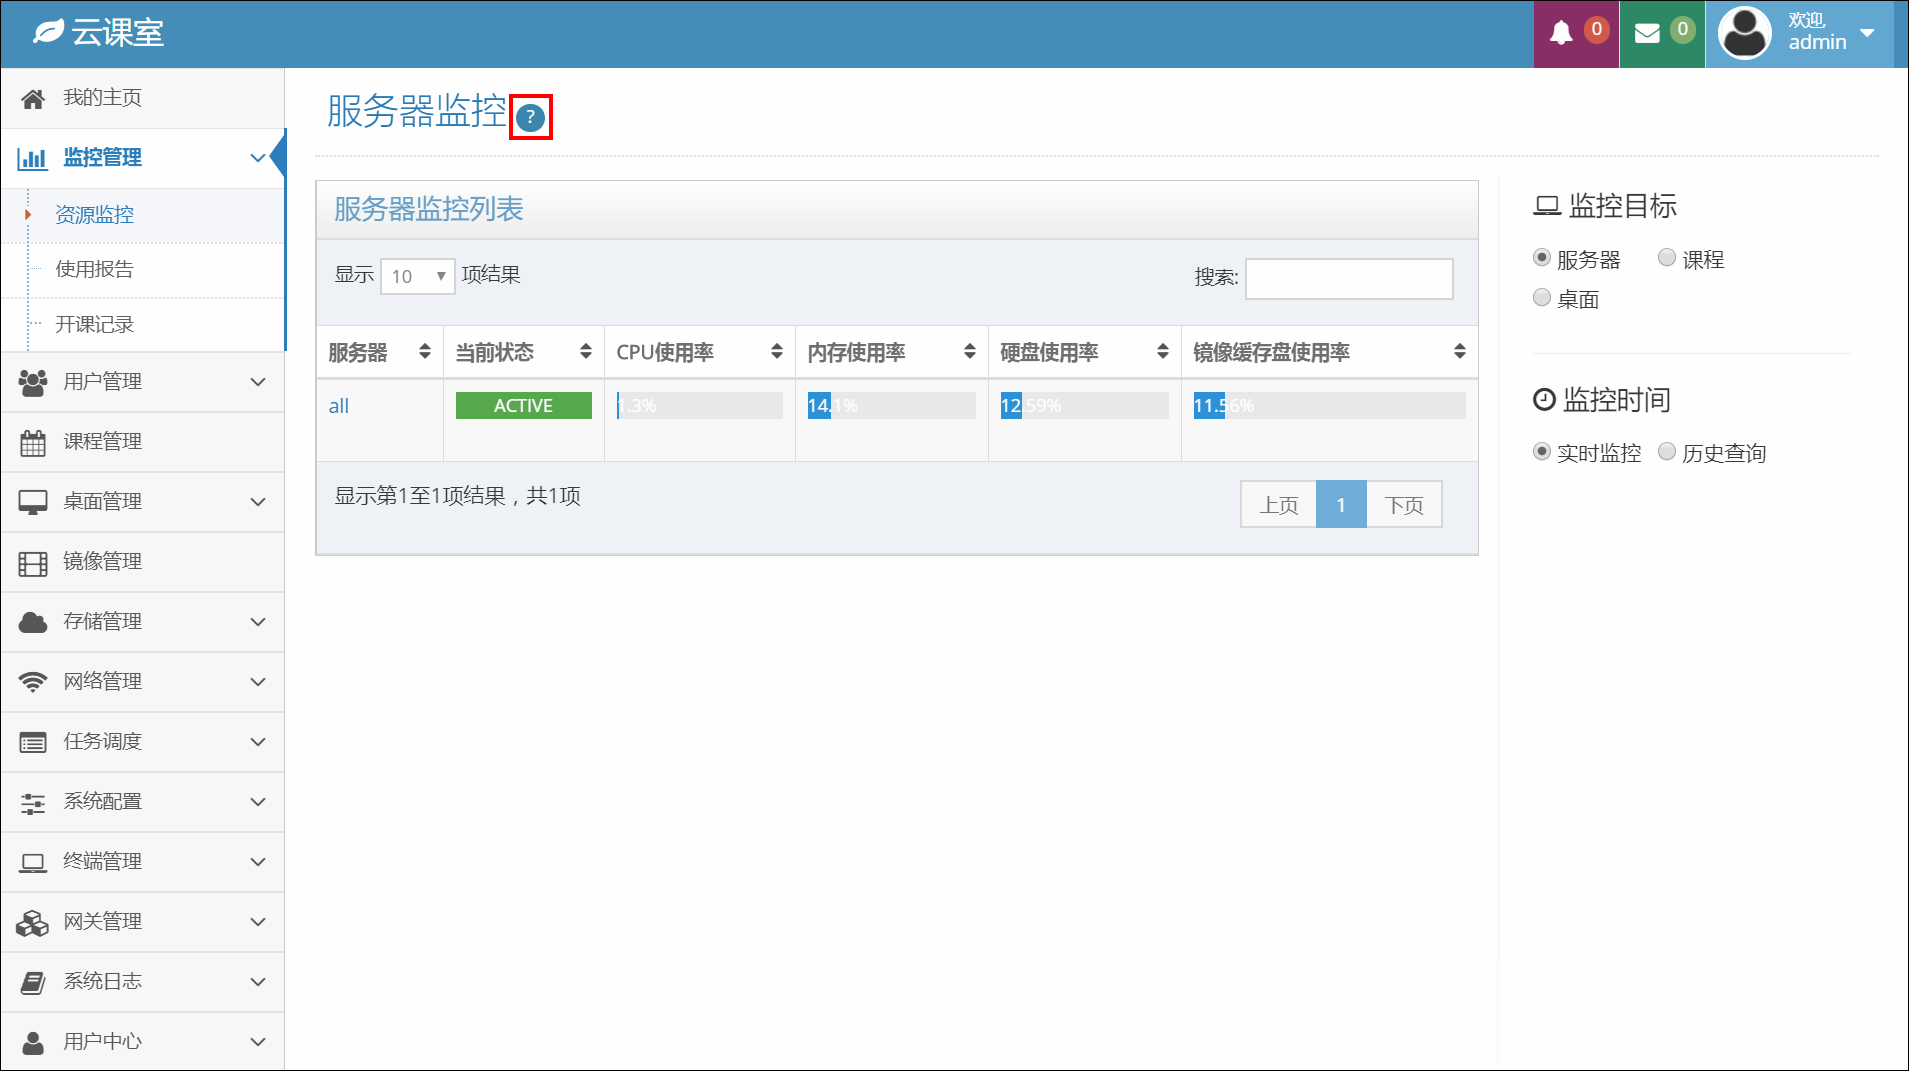 云课室
0
0
欢迎,
admin
我的主页
监控管理
资源监控
使用报告
开课记录
用户管理
课程管理
桌面管理
镜像管理
存储管理
网络管理
任务调度
系统配置
终端管理
网关管理
系统日志
用户中心
服务器监控 ?
服务器监控列表
显示 10 项结果
搜索:
服务器 当前状态 CPU使用率 内存使用率 硬盘使用率 镜像缓存盘使用率
all ACTIVE 1.3% 14.1% 12.59% 11.56%
显示第1至1项结果，共1项
上页 1 下页
监控目标
服务器 课程
桌面
监控时间
实时监控 历史查询